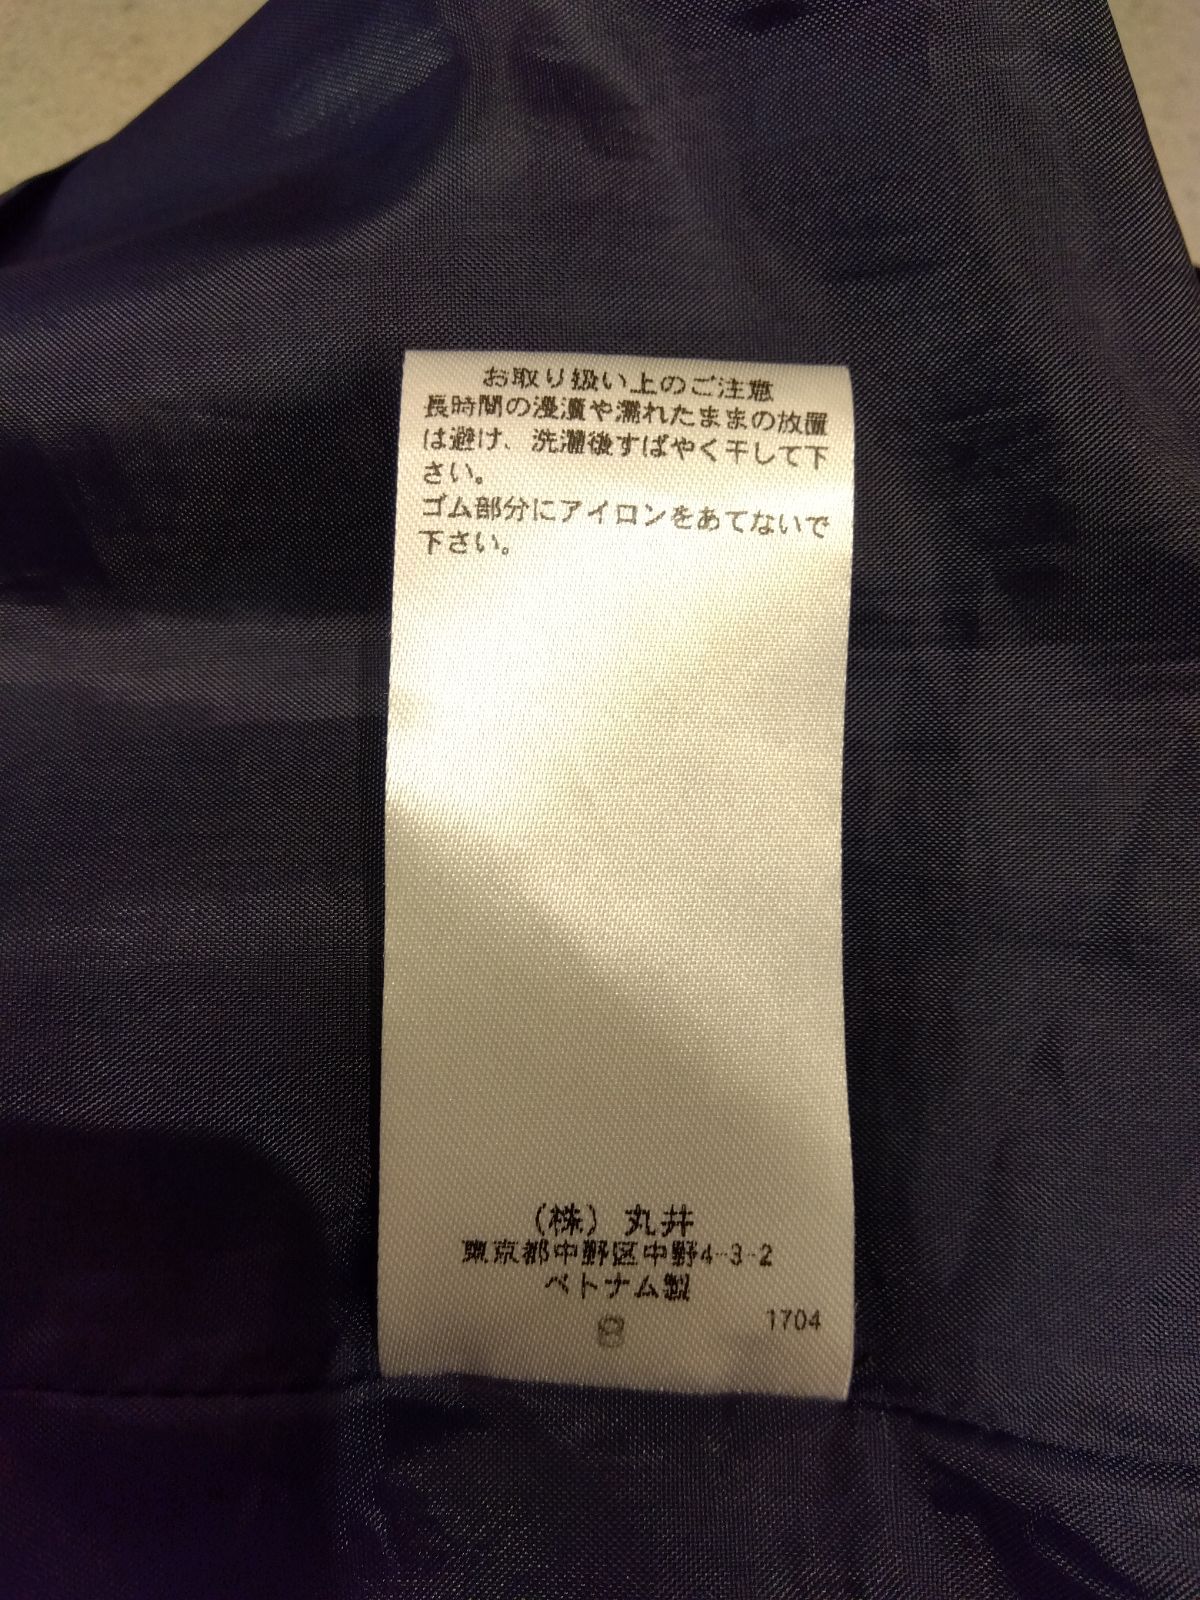 お取り扱い上のご注意
長時間の浸漬や濡れたままの放置
は避け、洗濯後すばやく干して下
さい。
ゴム部分にアイロンをあてないで
下さい。
(株) 丸井
東京都中野区中野4-3-2
ベトナム製
1704
8